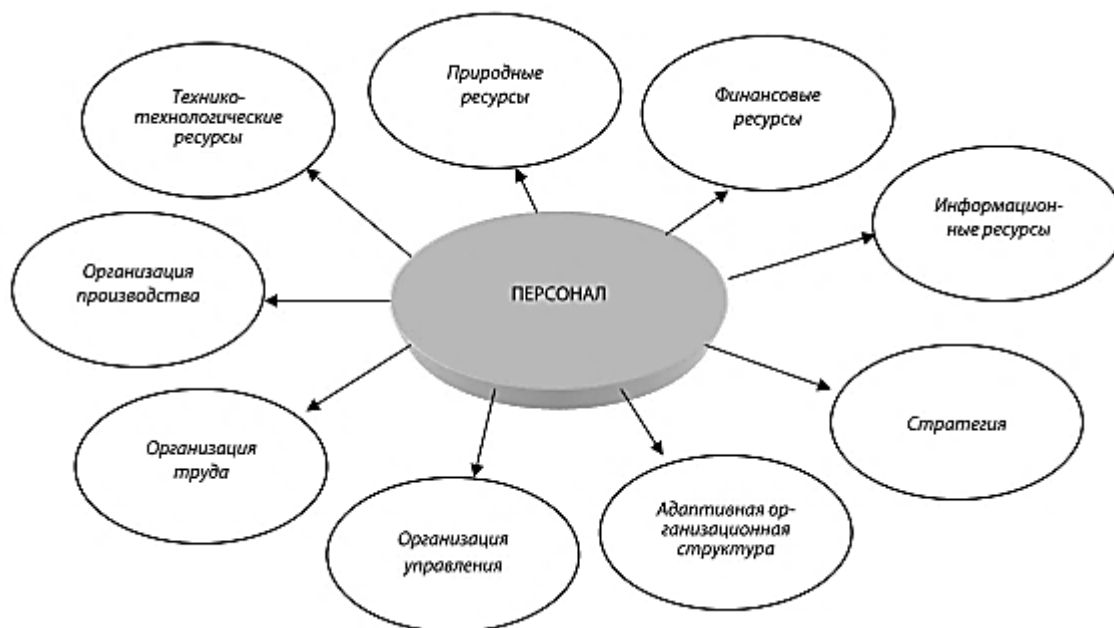 Технико-
технологические
ресурсы
Природные
ресурсы
Финансовые
ресурсы
Информацион-
ные ресурсы
Организация
производства
ПЕРСОНАЛ
Стратегия
Организация
труда
Организация
управления
Адаптивная ор-
ганизационная
структура